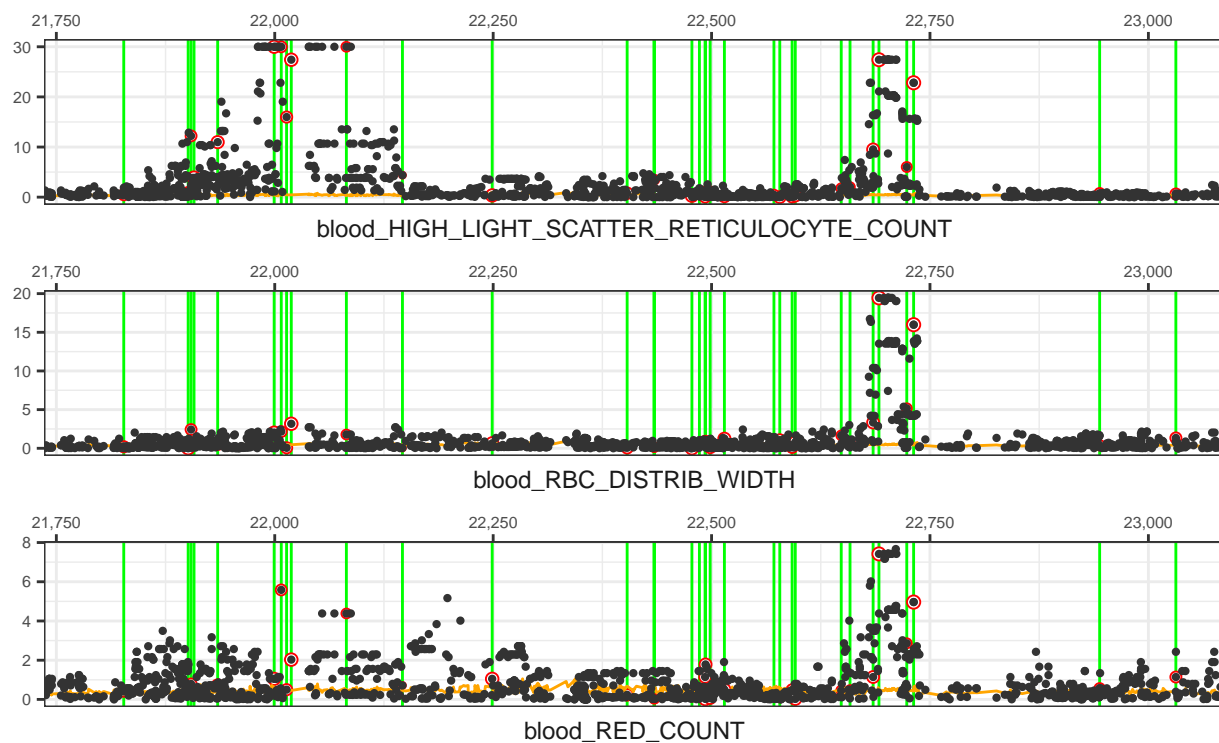 21,750 22,000 22,250 22,500 22,750 23,000
30
20
10
0
blood_HIGH_LIGHT_SCATTER_RETICULOCYTE_COUNT
21,750 22,000 22,250 22,500 22,750 23,000
20
15
10
5
0
blood_RBC_DISTRIB_WIDTH
21,750 22,000 22,250 22,500 22,750 23,000
8
6
4
2
0
blood_RED_COUNT